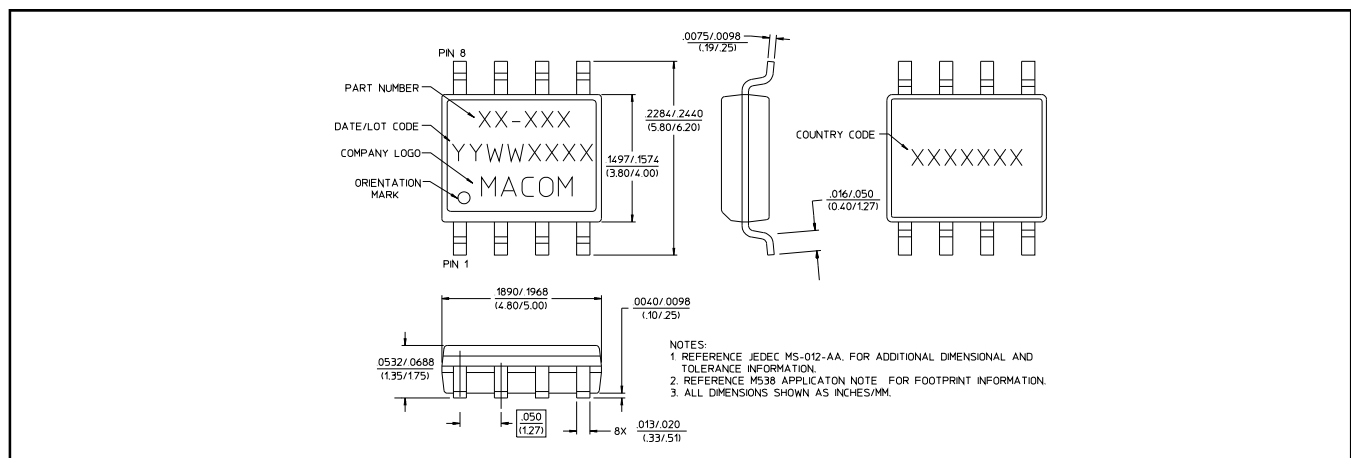 PIN 8
PART NUMBER
XX-XXX
DATE/LOT CODE
YYWWXXXX
COMPANY LOGO
MACOM
ORIENTATION
MARK
PIN 1
.2284/.2440
(5.80/6.20)
.1497/.1574
(3.80/4.00)
.0075/.0098
(.19/.25)
.016/.050
(0.40/1.27)
COUNTRY CODE
XXXXXXX
.1890/.1968
(4.80/5.00)
.0040/.0098
(.10/.25)
.0532/.0688
(1.35/1.75)
.050
(1.27)
8X .013/.020
(.33/.51)
NOTES:
1. REFERENCE JEDEC MS-012-AA, FOR ADDITIONAL DIMENSIONAL AND
TOLERANCE INFORMATION.
2. REFERENCE M538 APPLICATON NOTE FOR FOOTPRINT INFORMATION.
3. ALL DIMENSIONS SHOWN AS INCHES/MM.